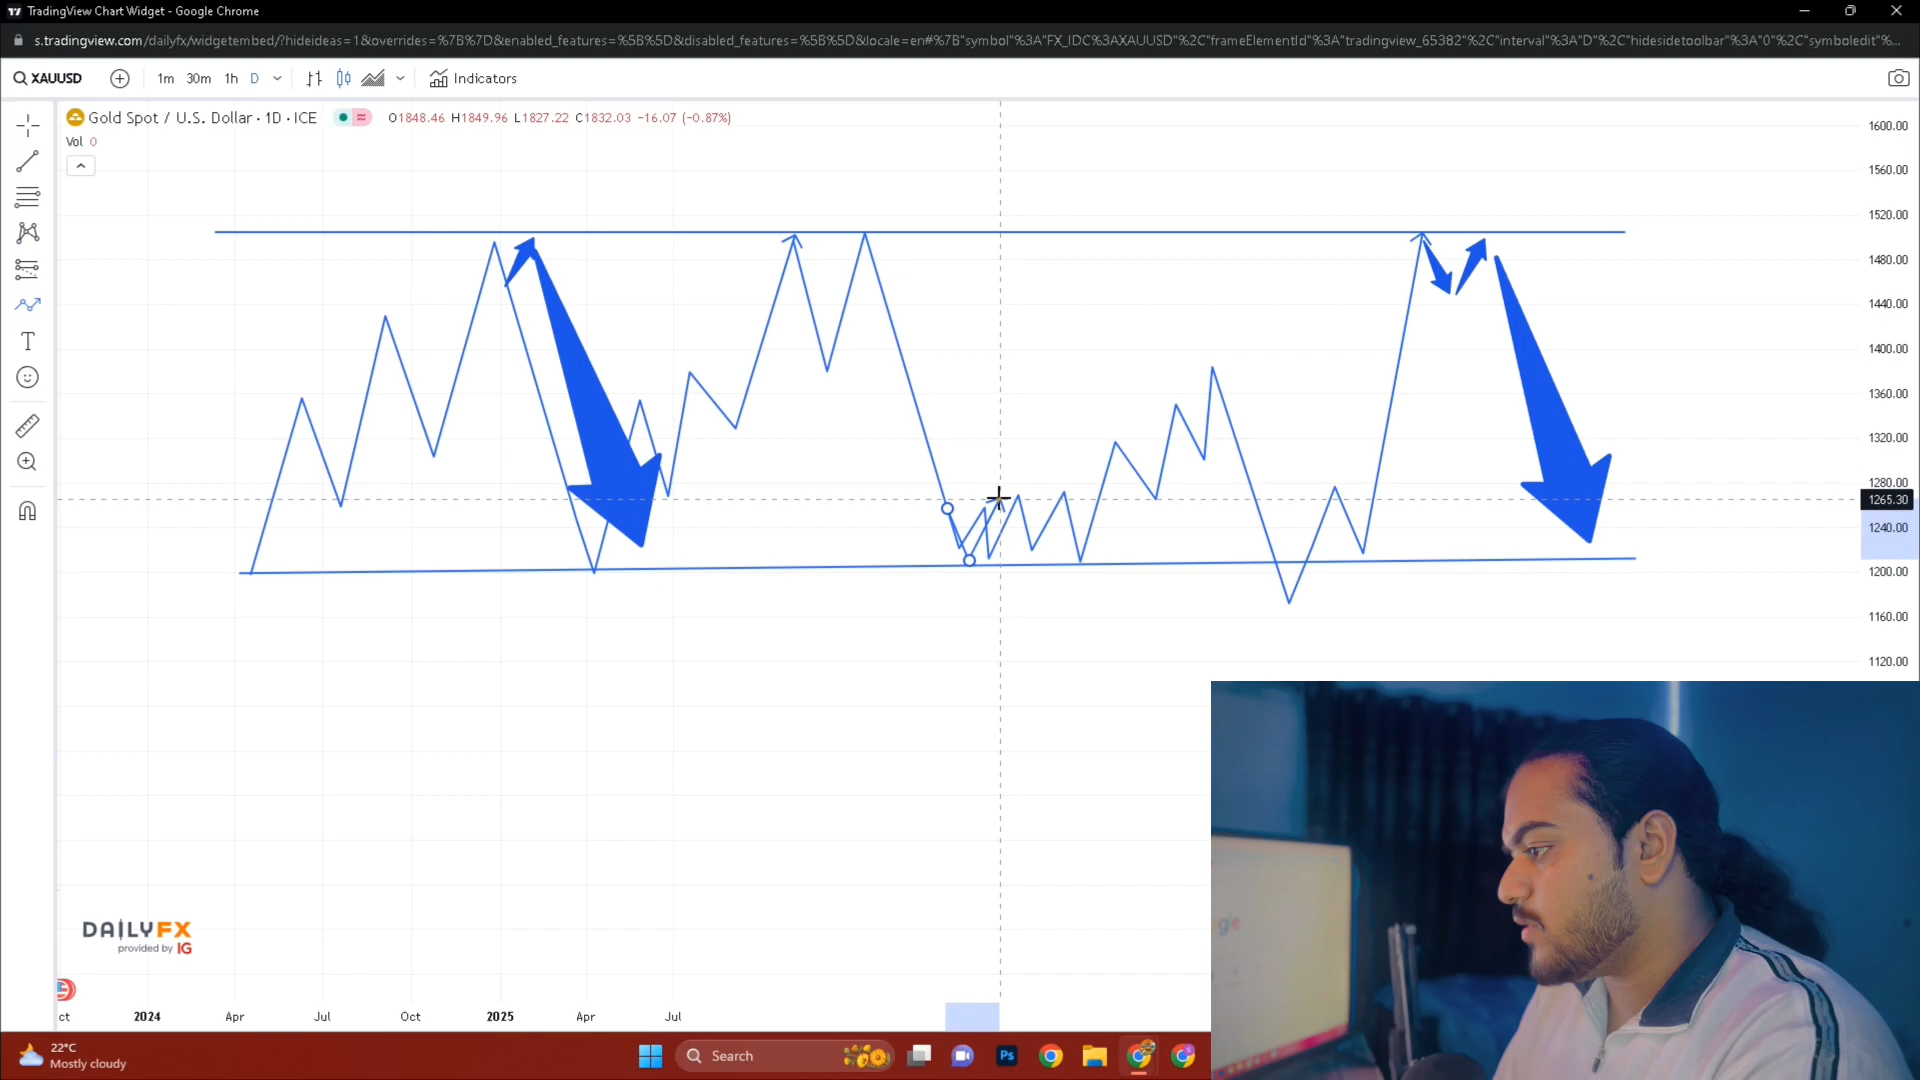 TradingView Chart Widget - Google Chrome
s.tradingview.com/dailyfx/widgetembed/?hideideas=1&overrides=%7B%7D&enabled_features=%5B%5D&disabled_features=%5B%5D&locale=en#%7B"symbol"%3A"FX_IDC%3AXAUUSD"%2C"frameElementId"%3A"tradingview_65382"%2C"interval"%3A"D"%2C"hidesidetoolbar"%3A"0"%2C"symboledit"%...
XAUUSD 1m 30m 1h D Indicators
Gold Spot / U.S. Dollar · 1D · ICE O1848.46 H1849.96 L1827.22 C1832.03 -16.07 (-0.87%)
Vol 0
1600.00
1560.00
1520.00
1480.00
1440.00
1400.00
1360.00
1320.00
1280.00
1265.30
1240.00
1200.00
1160.00
1120.00
DAILYFX
provided by IG
ct 2024 Apr Jul Oct 2025 Apr Jul
22°C
Mostly cloudy
Search
Ps